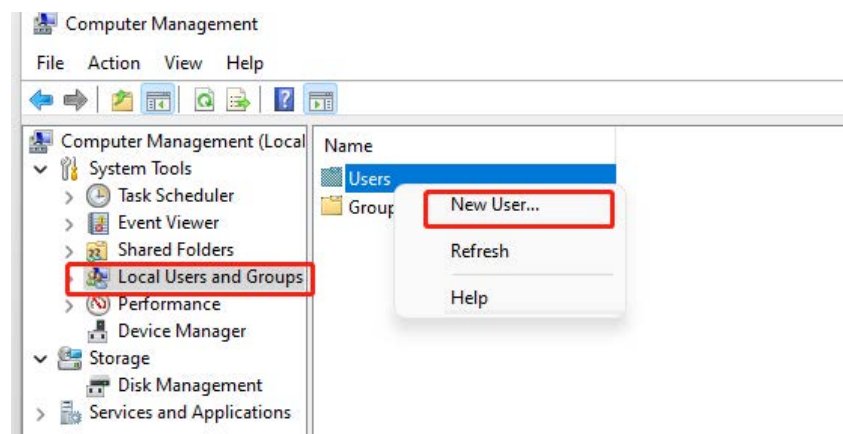 Computer Management
File Action View Help
Computer Management (Local
System Tools
Task Scheduler
Event Viewer
Shared Folders
Local Users and Groups
Performance
Device Manager
Storage
Disk Management
Services and Applications
Name
Users
Group
New User...
Refresh
Help